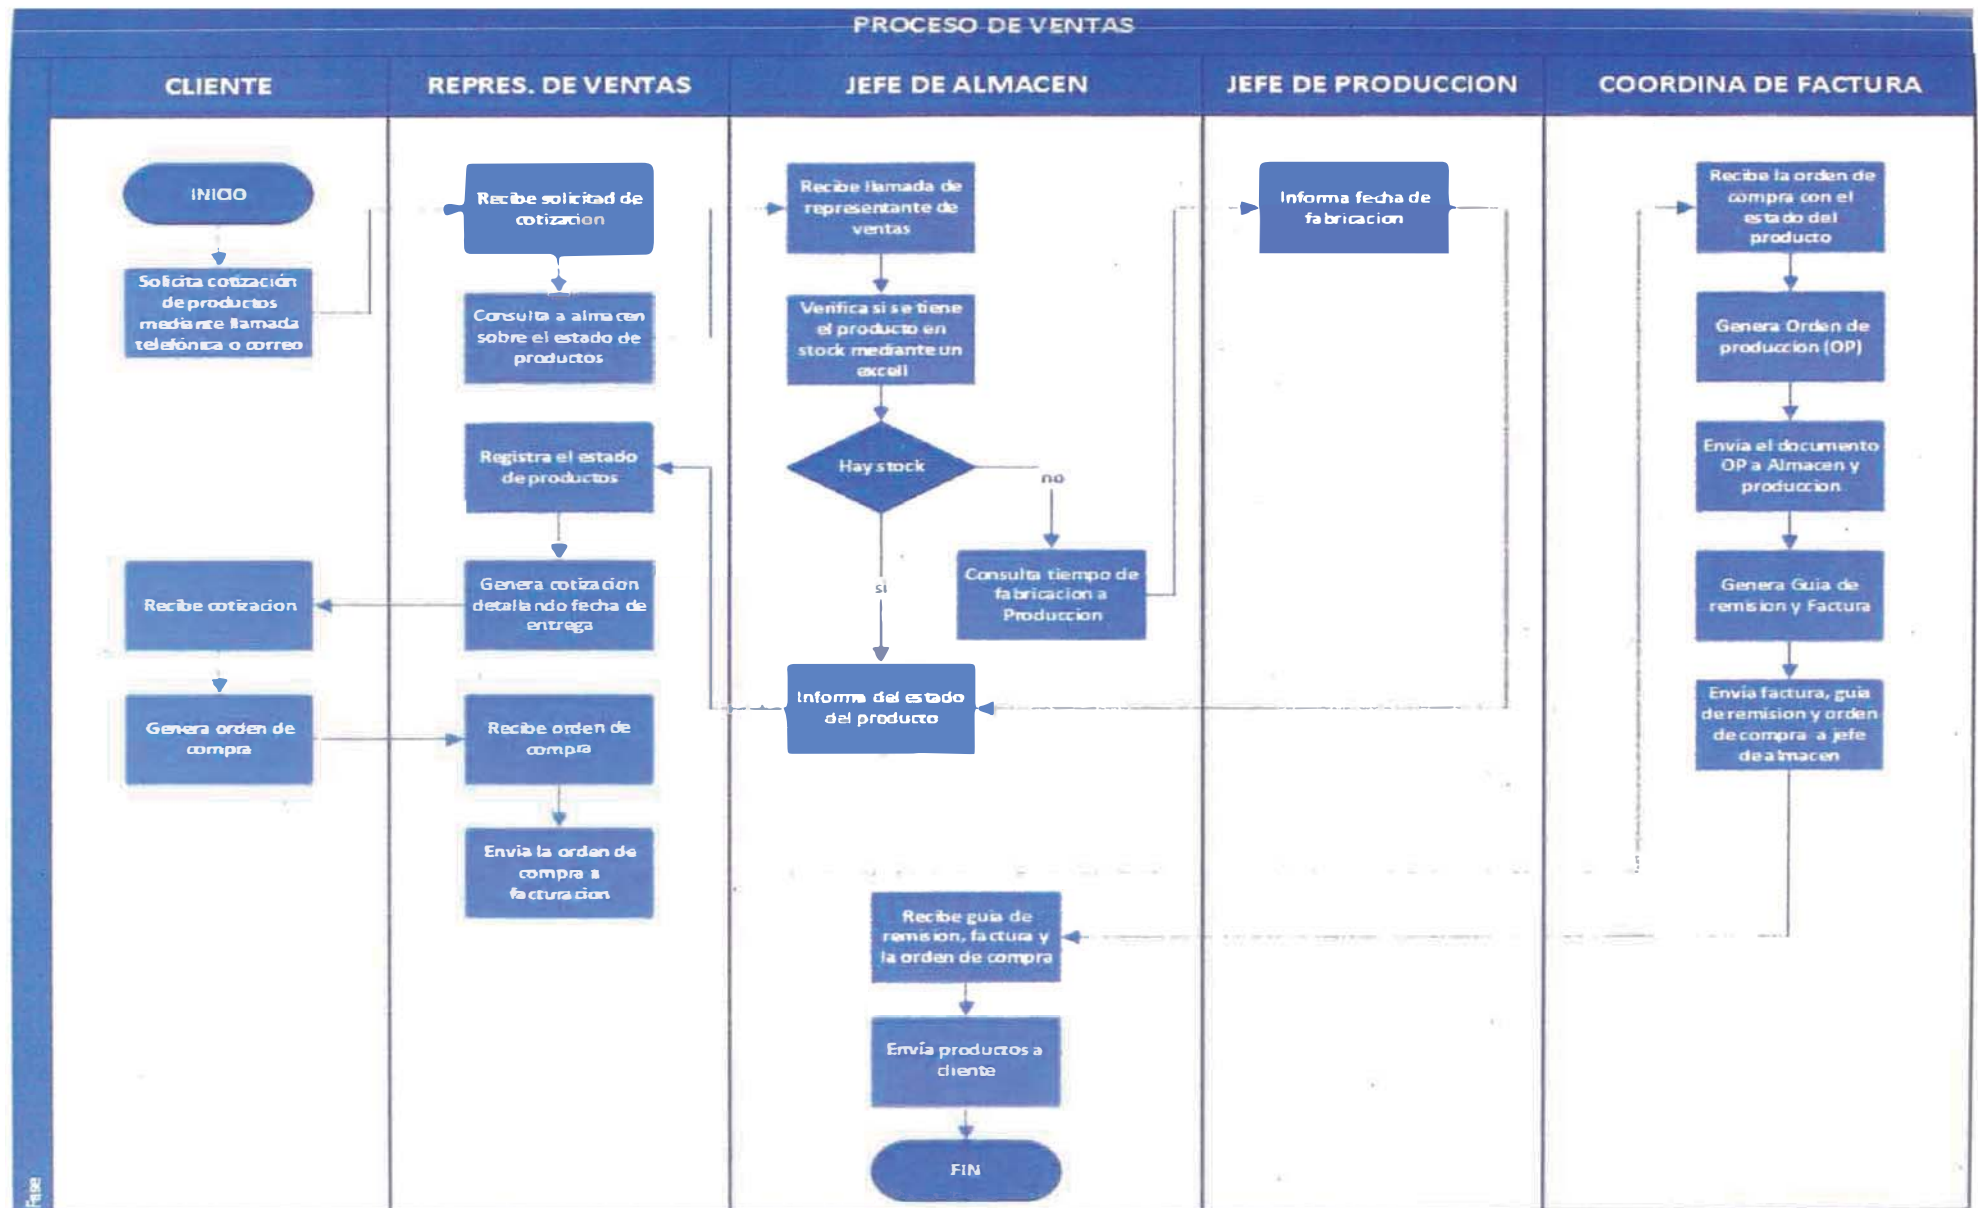 PROCESO DE VENTAS
CLIENTE
REPRES. DE VENTAS
JEFE DE ALMACEN
JEFE DE PRODUCCION
COORDINA DE FACTURA
INICIO
Solicita cotización
de productos
mediante llamada
telefónica o correo
Recibe cotizacion
Genera orden de
compra
Recibe solicitad de
cotizacion
Consulta a almacen
sobre el estado de
productos
Registra el estado
de productos
Genera cotizacion
detallando fecha de
entrega
Recibe orden de
compra
Envia la orden de
compra a
facturacion
Recibe llamada de
representante de
ventas
Verifica si se tiene
el producto en
stock mediante un
excell
Hay stock
no
si
Consulta tiempo de
fabricacion a
Produccion
Informa del estado
del producto
Recibe guia de
remision, factura y
la orden de compra
Envía productos a
cliente
FIN
Informa fecha de
fabricacion
Recibe la orden de
compra con el
estado del
producto
Genera Orden de
produccion (OP)
Envia el documento
OP a Almacen y
produccion
Genera Guia de
remision y Factura
Envia factura, guia
de remision y orden
de compra a jefe
de almacen
Fase